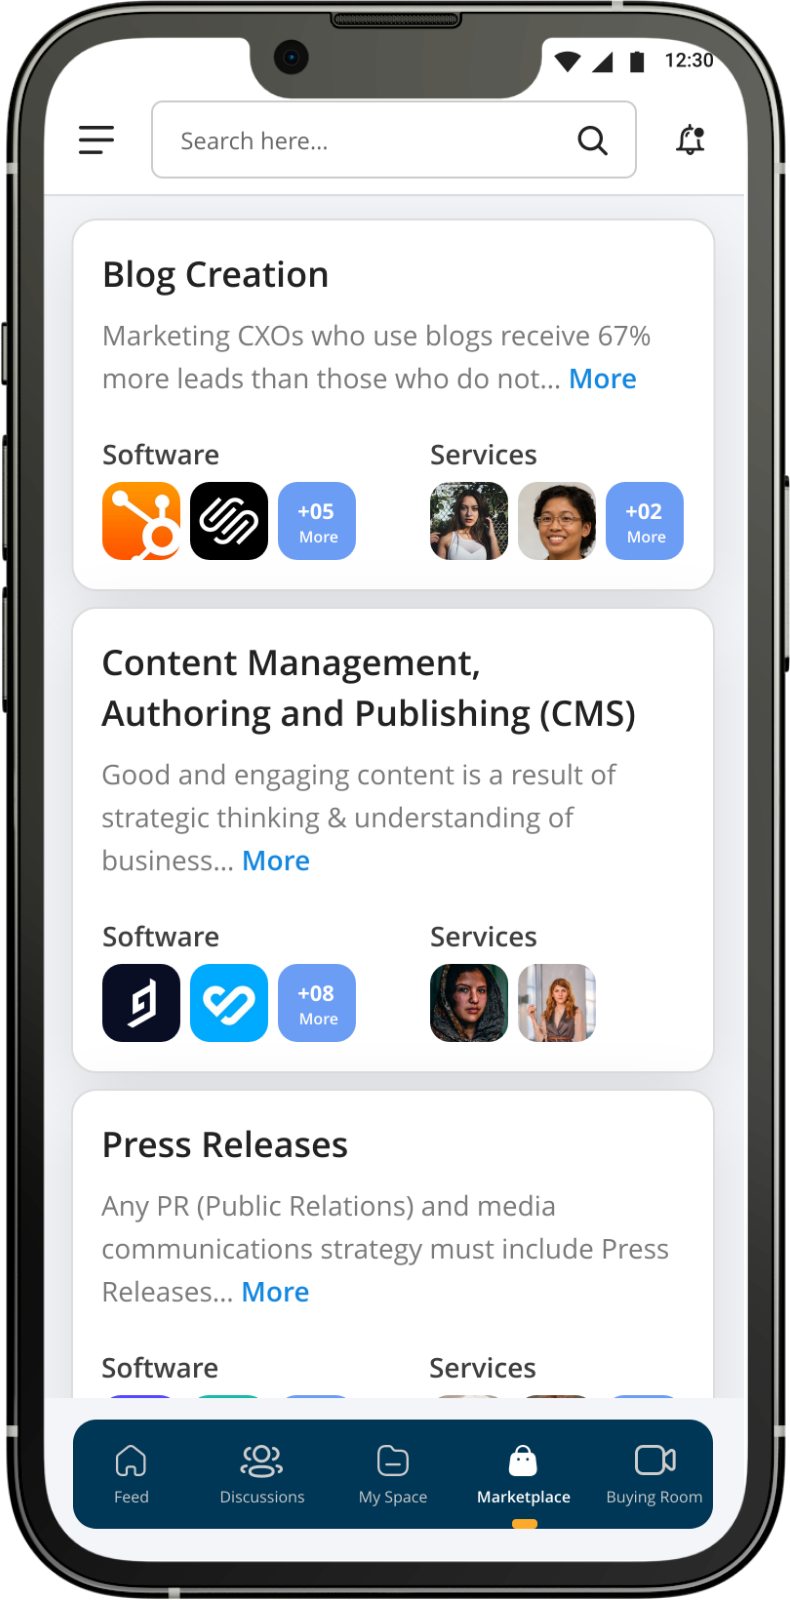 12:30
Search here...
Blog Creation
Marketing CXOs who use blogs receive 67%
more leads than those who do not... More
Software
Services
+05
More
+02
More
Content Management,
Authoring and Publishing (CMS)
Good and engaging content is a result of
strategic thinking & understanding of
business... More
Software
Services
+08
More
Press Releases
Any PR (Public Relations) and media
communications strategy must include Press
Releases... More
Software
Services
Feed
Discussions
My Space
Marketplace
Buying Room